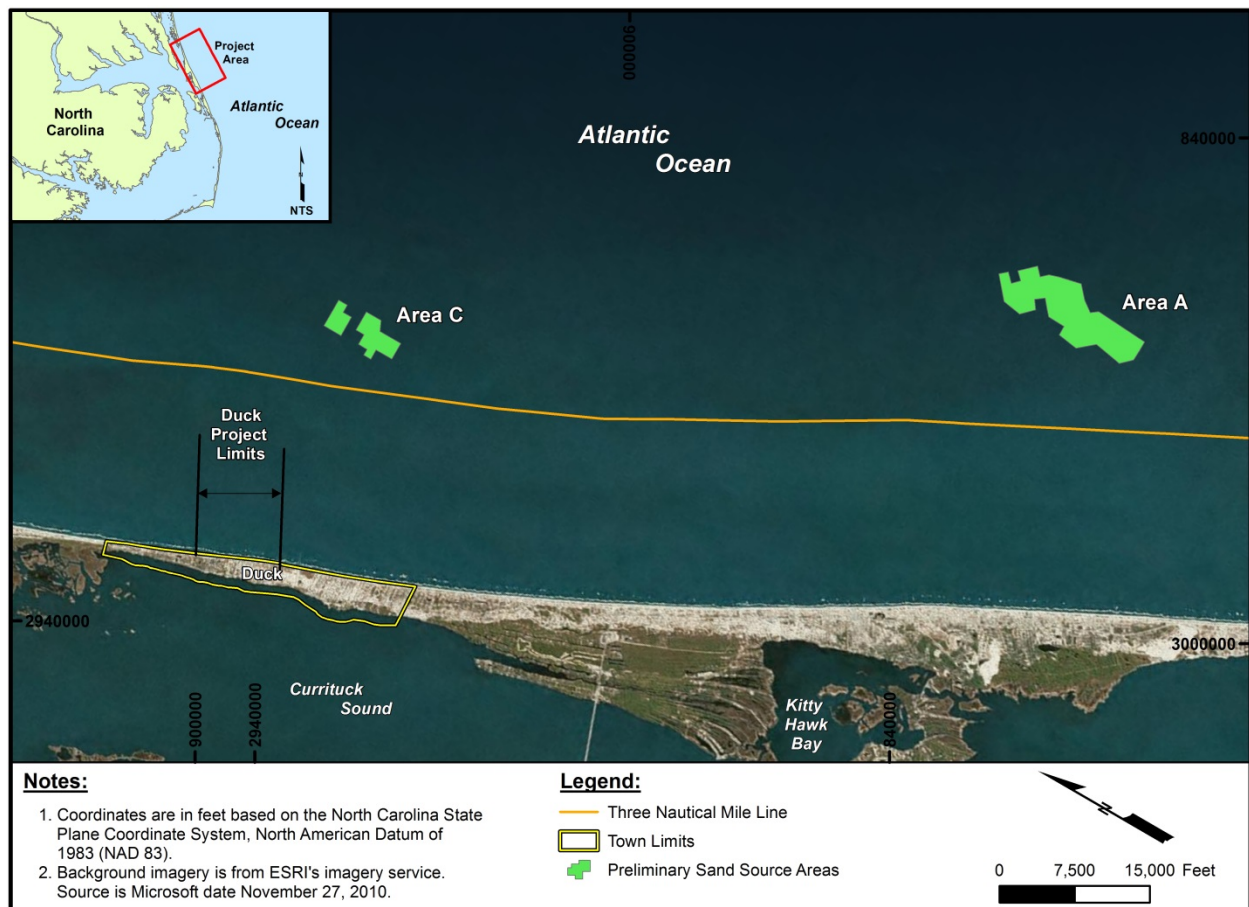 Project
Area
Atlantic
Ocean
North
Carolina
N
NTS
900000
Atlantic
Ocean
840000
Area C
Area A
Duck
Project
Limits
Duck
2940000
3000000
Currituck
Sound
Kitty
Hawk
Bay
900000
2940000
840000
Notes:
1. Coordinates are in feet based on the North Carolina State
Plane Coordinate System, North American Datum of
1983 (NAD 83).
2. Background imagery is from ESRI's imagery service.
Source is Microsoft date November 27, 2010.
Legend:
Three Nautical Mile Line
Town Limits
Preliminary Sand Source Areas
N
0 7,500 15,000 Feet